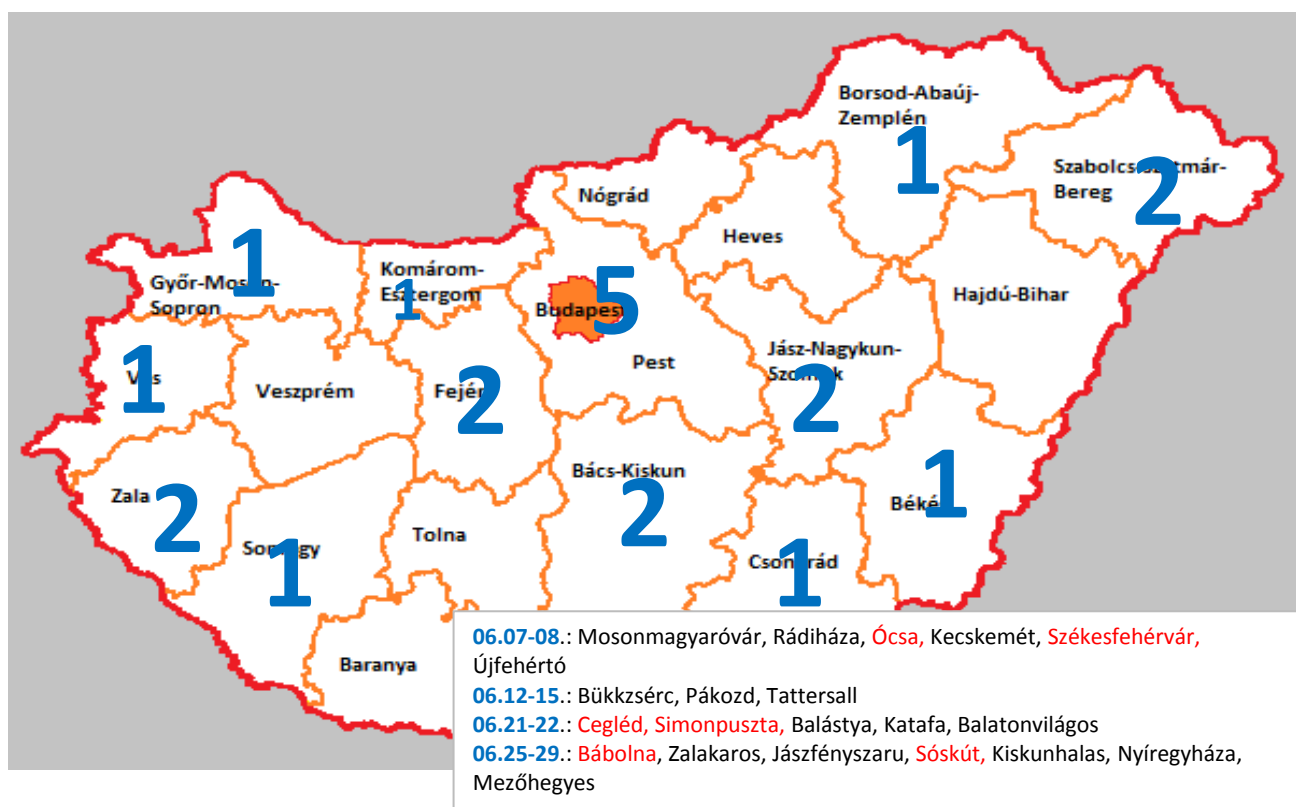 Borsod-Abaúj-
Zemplén
1
Szabolcs-Szatmár-
Bereg
2
Nógrád
Heves
Győr-Moson-
Sopron
1
Komárom-
Esztergom
1
Budapest
5
Hajdú-Bihar
Pest
Jász-Nagykun-
Szolnok
2
Vas
1
Veszprém
Fejér
2
Bács-Kiskun
2
Békés
1
Zala
2
Somogy
1
Tolna
Csongrád
1
Baranya
06.07-08.: Mosonmagyaróvár, Rádiháza, Ócsa, Kecskemét, Székesfehérvár,
Újfehértó
06.12-15.: Bükkzsérc, Pákozd, Tattersall
06.21-22.: Cegléd, Simonpuszta, Balástya, Katafa, Balatonvilágos
06.25-29.: Bábolna, Zalakaros, Jászfényszaru, Sóskút, Kiskunhalas, Nyíregyháza,
Mezőhegyes